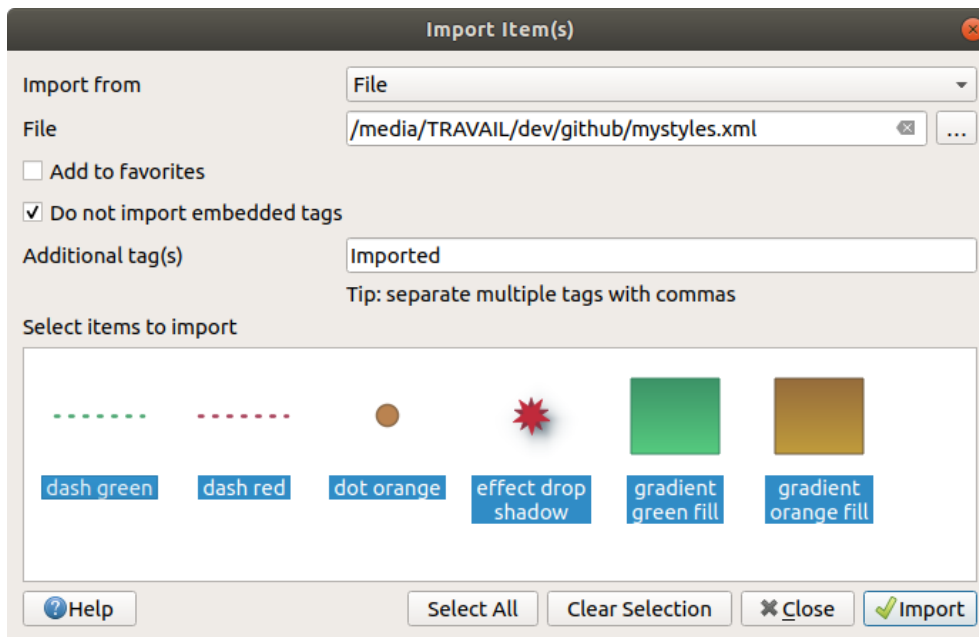 Import Item(s)
Import from
File
File
/media/TRAVAIL/dev/github/mystyles.xml
...
Add to favorites
Do not import embedded tags
Additional tag(s)
Imported
Tip: separate multiple tags with commas
Select items to import
dash green
dash red
dot orange
effect drop
shadow
gradient
green fill
gradient
orange fill
Help
Select All
Clear Selection
Close
Import